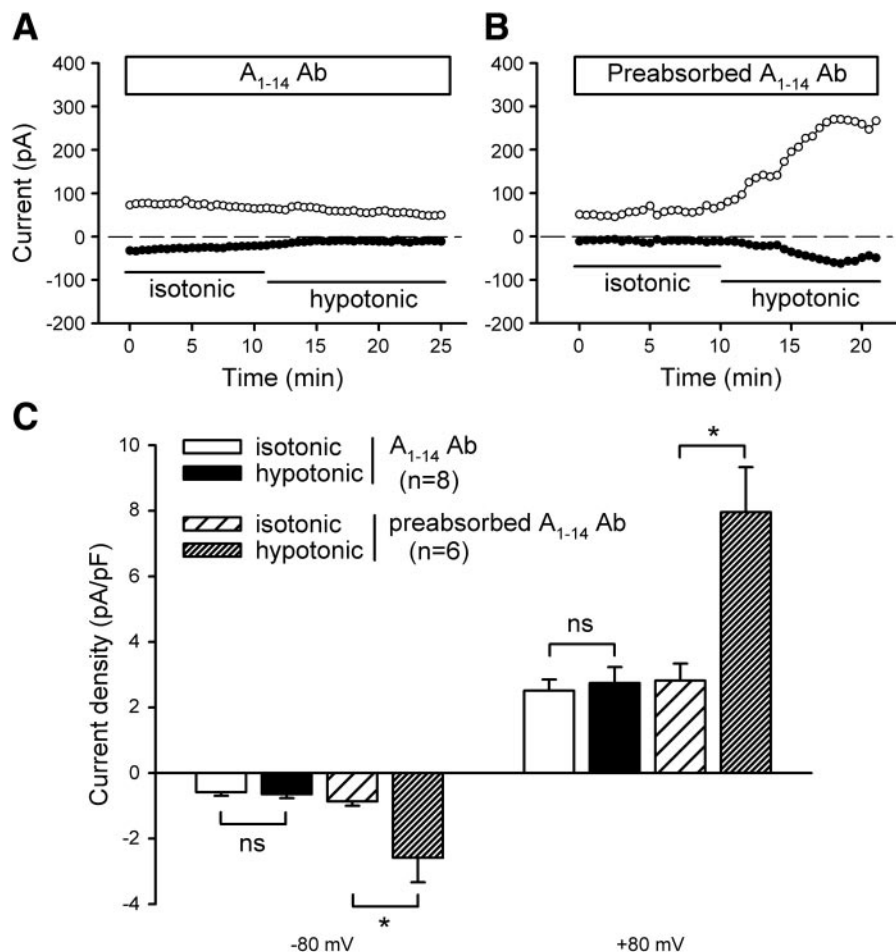 A
A1-14 Ab
400
300
200
100
0
-100
-200
Current (pA)
isotonic
hypotonic
0 5 10 15 20 25
Time (min)
B
Preabsorbed A1-14 Ab
400
300
200
100
0
-100
-200
isotonic
hypotonic
0 5 10 15 20
Time (min)
C
10
8
6
4
2
0
-2
-4
Current density (pA/pF)
isotonic
hypotonic
A1-14 Ab
(n=8)
isotonic
hypotonic
preabsorbed A1-14 Ab
(n=6)
ns
*
ns
*
-80 mV
+80 mV